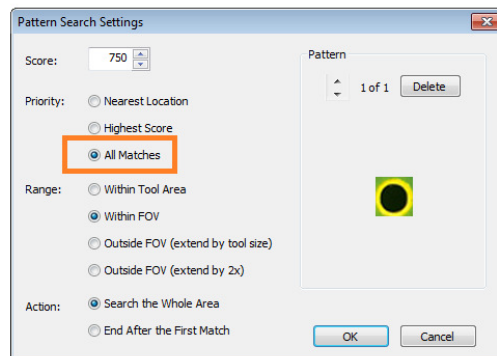 Pattern Search Settings
Score: 750
Pattern
1 of 1 Delete
Priority: Nearest Location
Highest Score
All Matches
Range: Within Tool Area
Within FOV
Outside FOV (extend by tool size)
Outside FOV (extend by 2x)
Action: Search the Whole Area
End After the First Match
OK Cancel